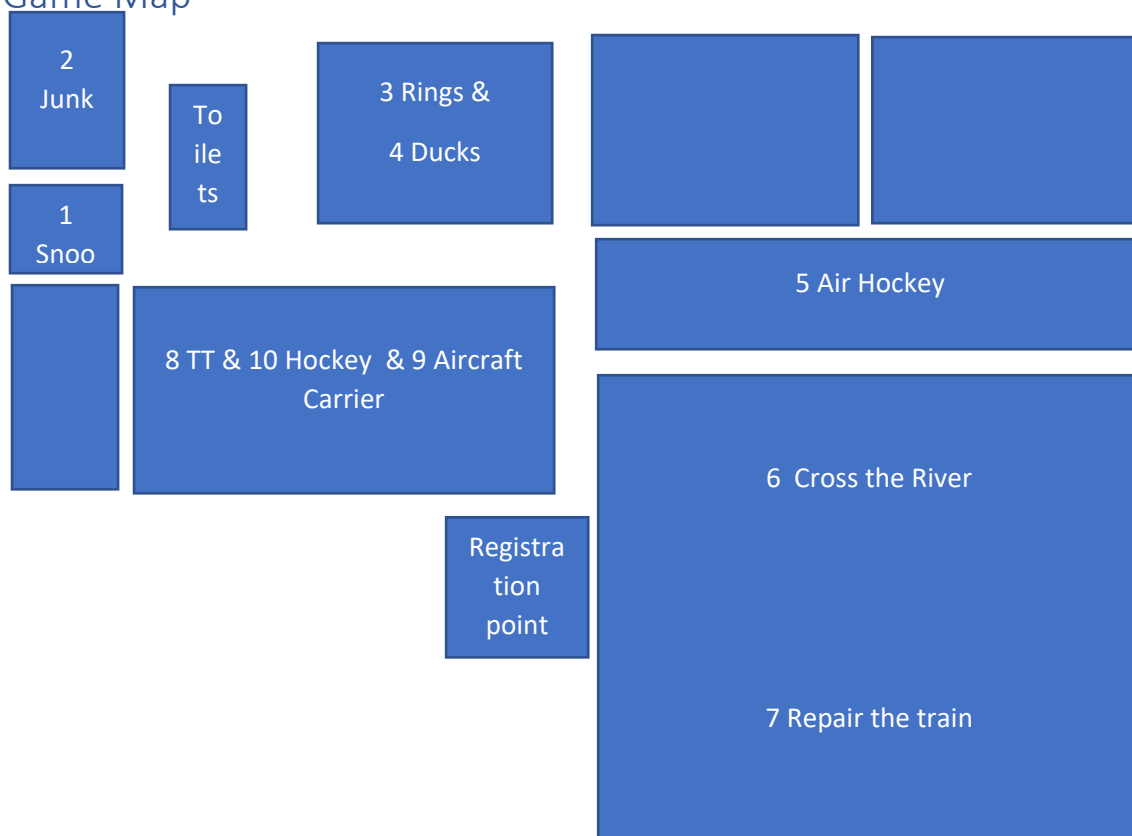 Game Map
2
Junk
To
ile
ts
3 Rings &
4 Ducks
1
Snoo
5 Air Hockey
8 TT & 10 Hockey & 9 Aircraft
Carrier
6 Cross the River
Registra
tion
point
7 Repair the train